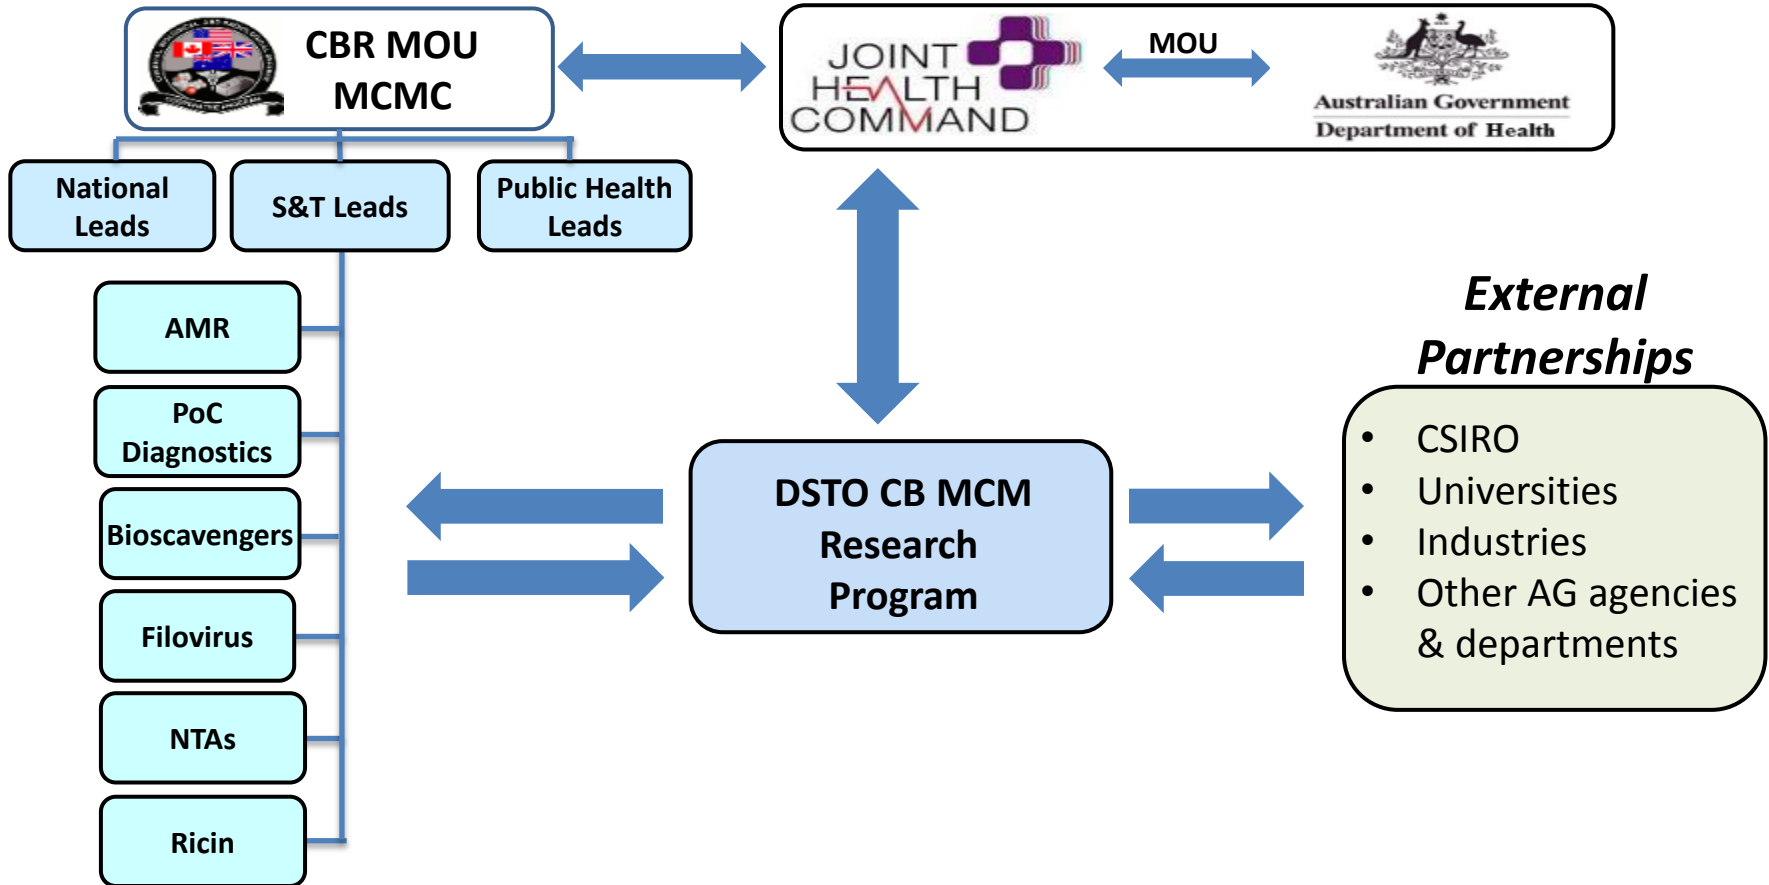 CBR MOU
MCMC
JOINT
HEALTH
COMMAND
MOU
Australian Government
Department of Health
National
Leads
S&T Leads
Public Health
Leads
AMR
PoC
Diagnostics
Bioscavengers
Filovirus
NTAs
Ricin
DSTO CB MCM
Research
Program
External
Partnerships
• CSIRO
• Universities
• Industries
• Other AG agencies
& departments